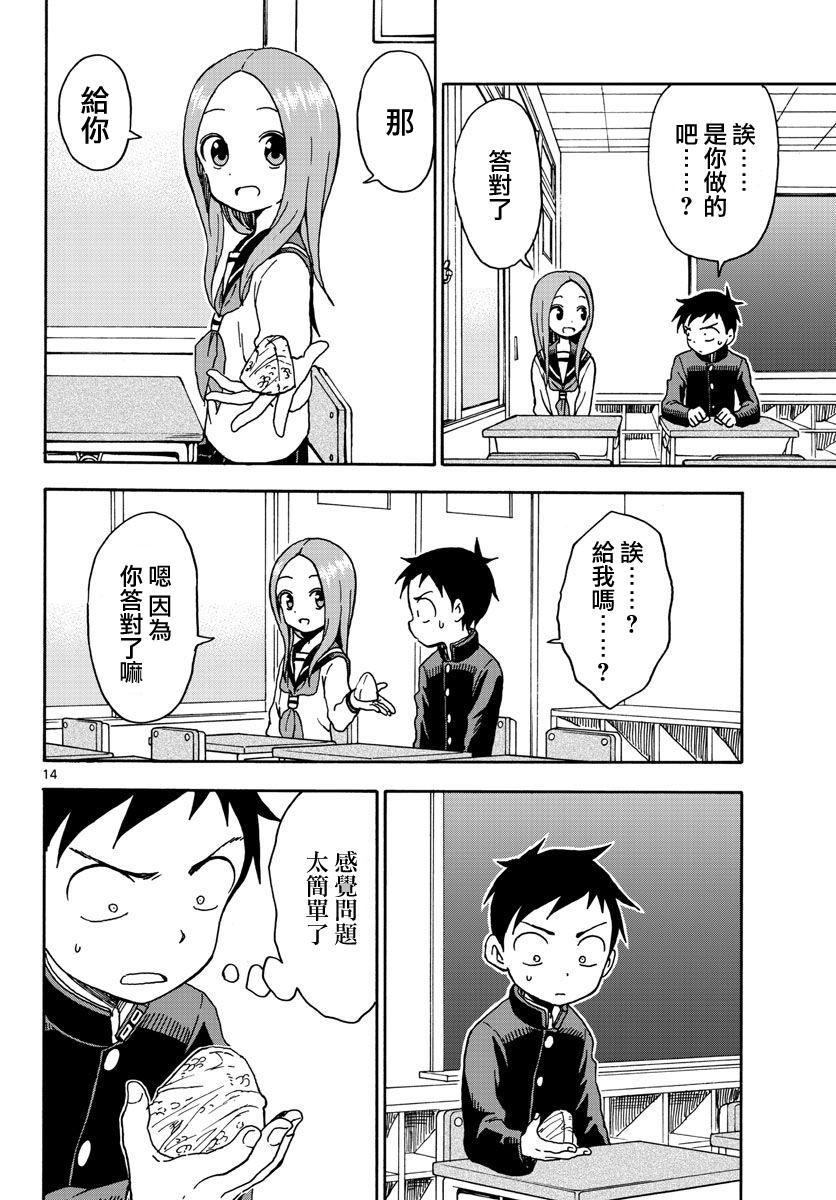 誒……
是你做的
吧……？
答對了
那
給你
誒……？
給我嗎……？
嗯 因為
你答對了嘛
14
感覺問題
太簡單了